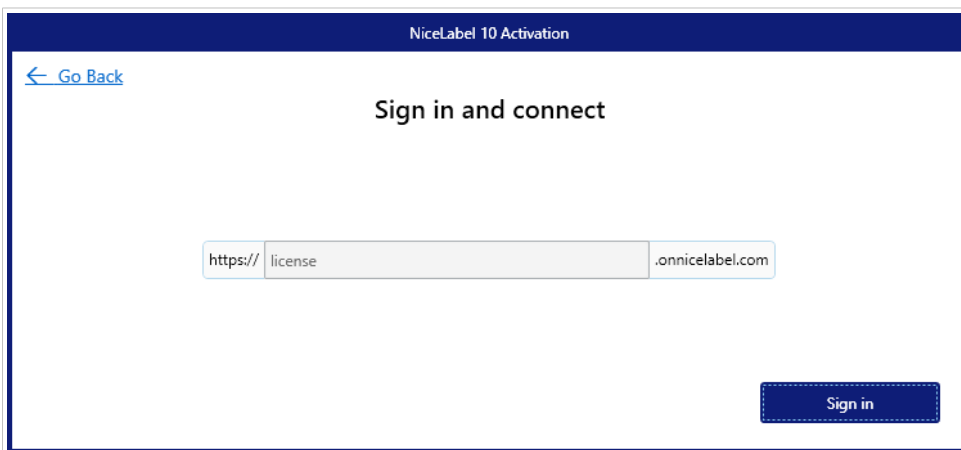 NiceLabel 10 Activation
← Go Back
Sign in and connect
https:// license .onnicelabel.com
Sign in